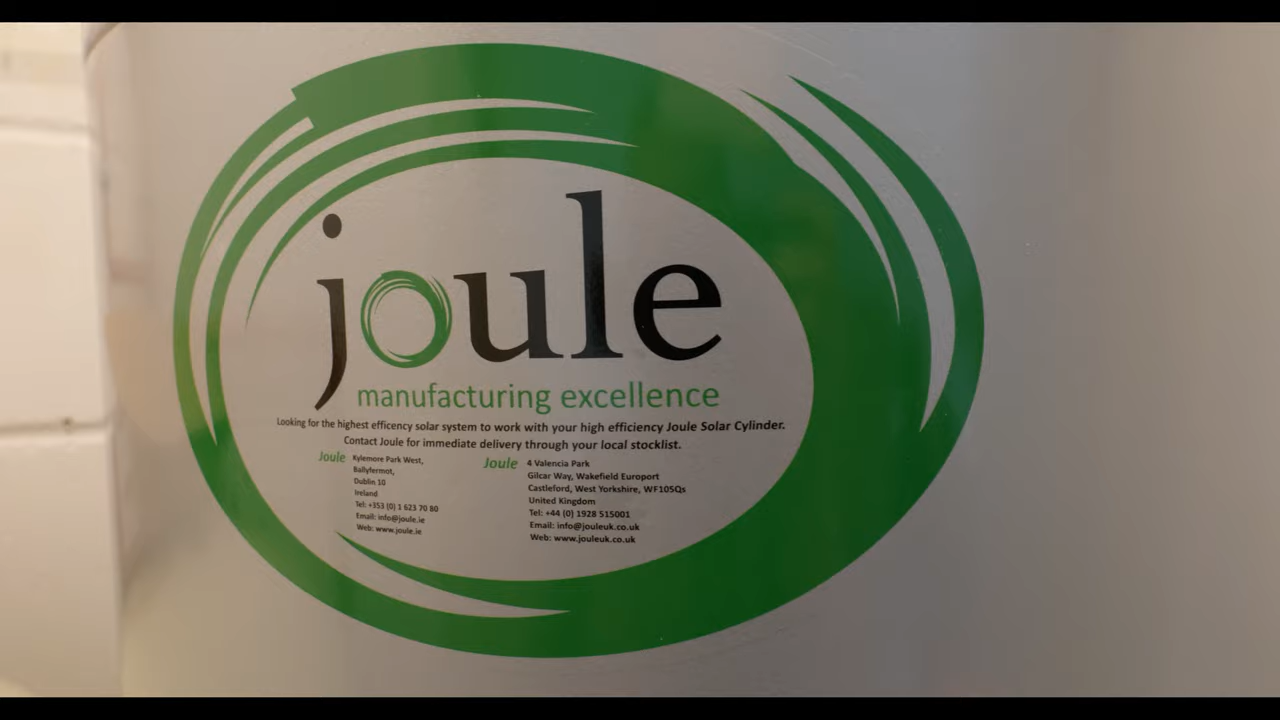 joule
manufacturing excellence
Looking for the highest efficency solar system to work with your high efficiency Joule Solar Cylinder.
Contact Joule for immediate delivery through your local stocklist.
Joule Kylemore Park West,
Ballyfermot,
Dublin 10
Ireland
Tel: +353 (0) 1 623 70 80
Email: info@joule.ie
Web: www.joule.ie
Joule 4 Valencia Park
Gilcar Way, Wakefield Europort
Castleford, West Yorkshire, WF105Qs
United Kingdom
Tel: +44 (0) 1928 515001
Email: info@jouleuk.co.uk
Web: www.jouleuk.co.uk